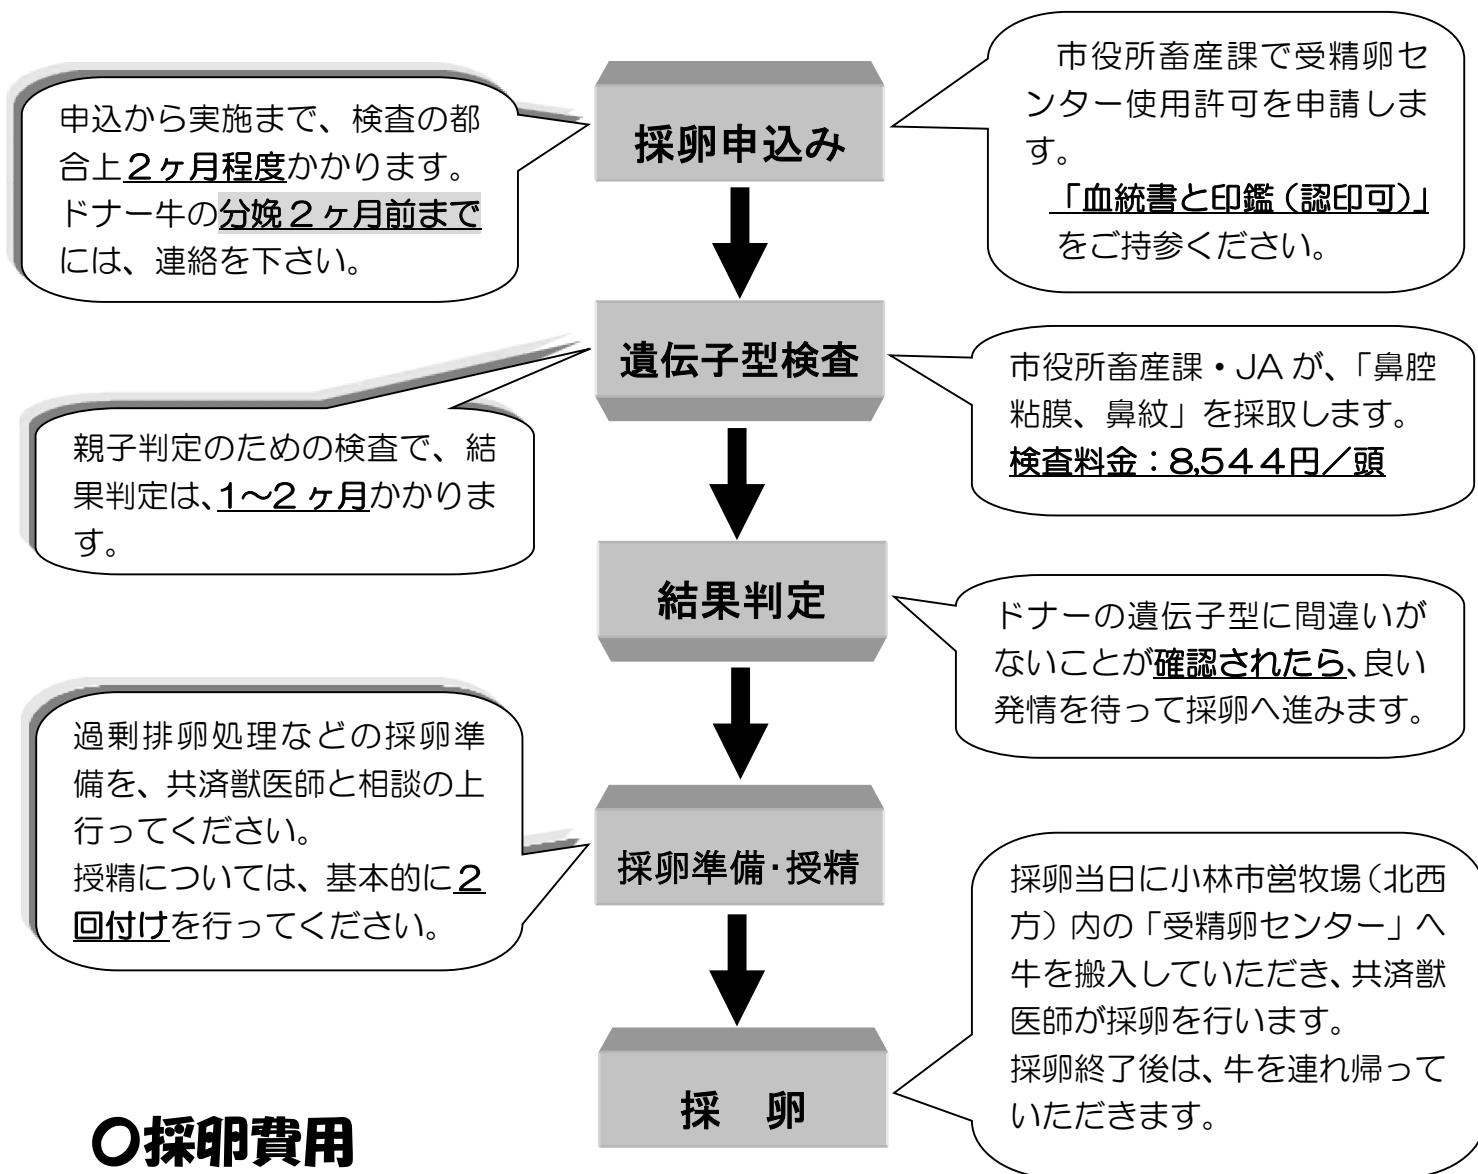 採卵申込み
申込から実施まで、検査の都
合上２ヶ月程度かかります。
ドナー牛の分娩２ヶ月前まで
には、連絡を下さい。
市役所畜産課で受精卵セ
ンター使用許可を申請しま
す。
「血統書と印鑑（認印可）」
をご持参ください。
遺伝子型検査
親子判定のための検査で、結
果判定は、１～２ヶ月かかりま
す。
市役所畜産課・JA が、「鼻腔
粘膜、鼻紋」を採取します。
検査料金：８,５４４円／頭
結果判定
ドナーの遺伝子型に間違いが
ないことが確認されたら、良い
発情を待って採卵へ進みます。
採卵準備・授精
過剰排卵処理などの採卵準
備を、共済獣医師と相談の上
行ってください。
授精については、基本的に２
回付けを行ってください。
採　卵
採卵当日に小林市営牧場（北西
方）内の「受精卵センター」へ
牛を搬入していただき、共済獣
医師が採卵を行います。
採卵終了後は、牛を連れ帰って
いただきます。
〇採卵費用